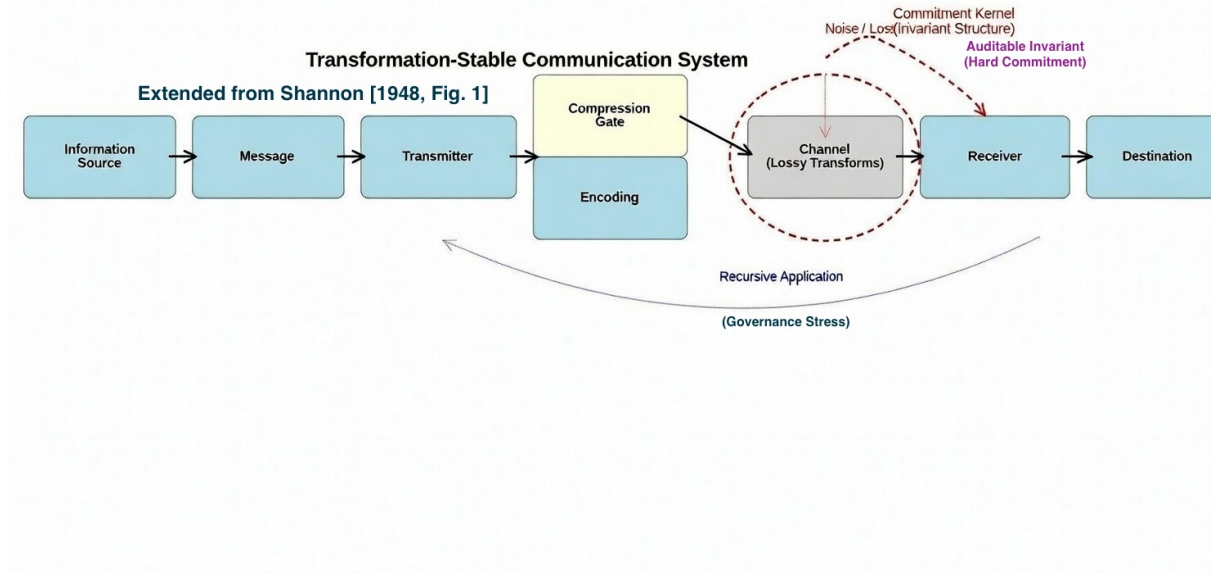 Commitment Kernel
Noise / Los(Invariant Structure)
Auditable Invariant
(Hard Commitment)
Transformation-Stable Communication System
Extended from Shannon [1948, Fig. 1]
Compression
Gate
Information
Source
Message
Transmitter
Encoding
Channel
(Lossy Transforms)
Receiver
Destination
Recursive Application
(Governance Stress)